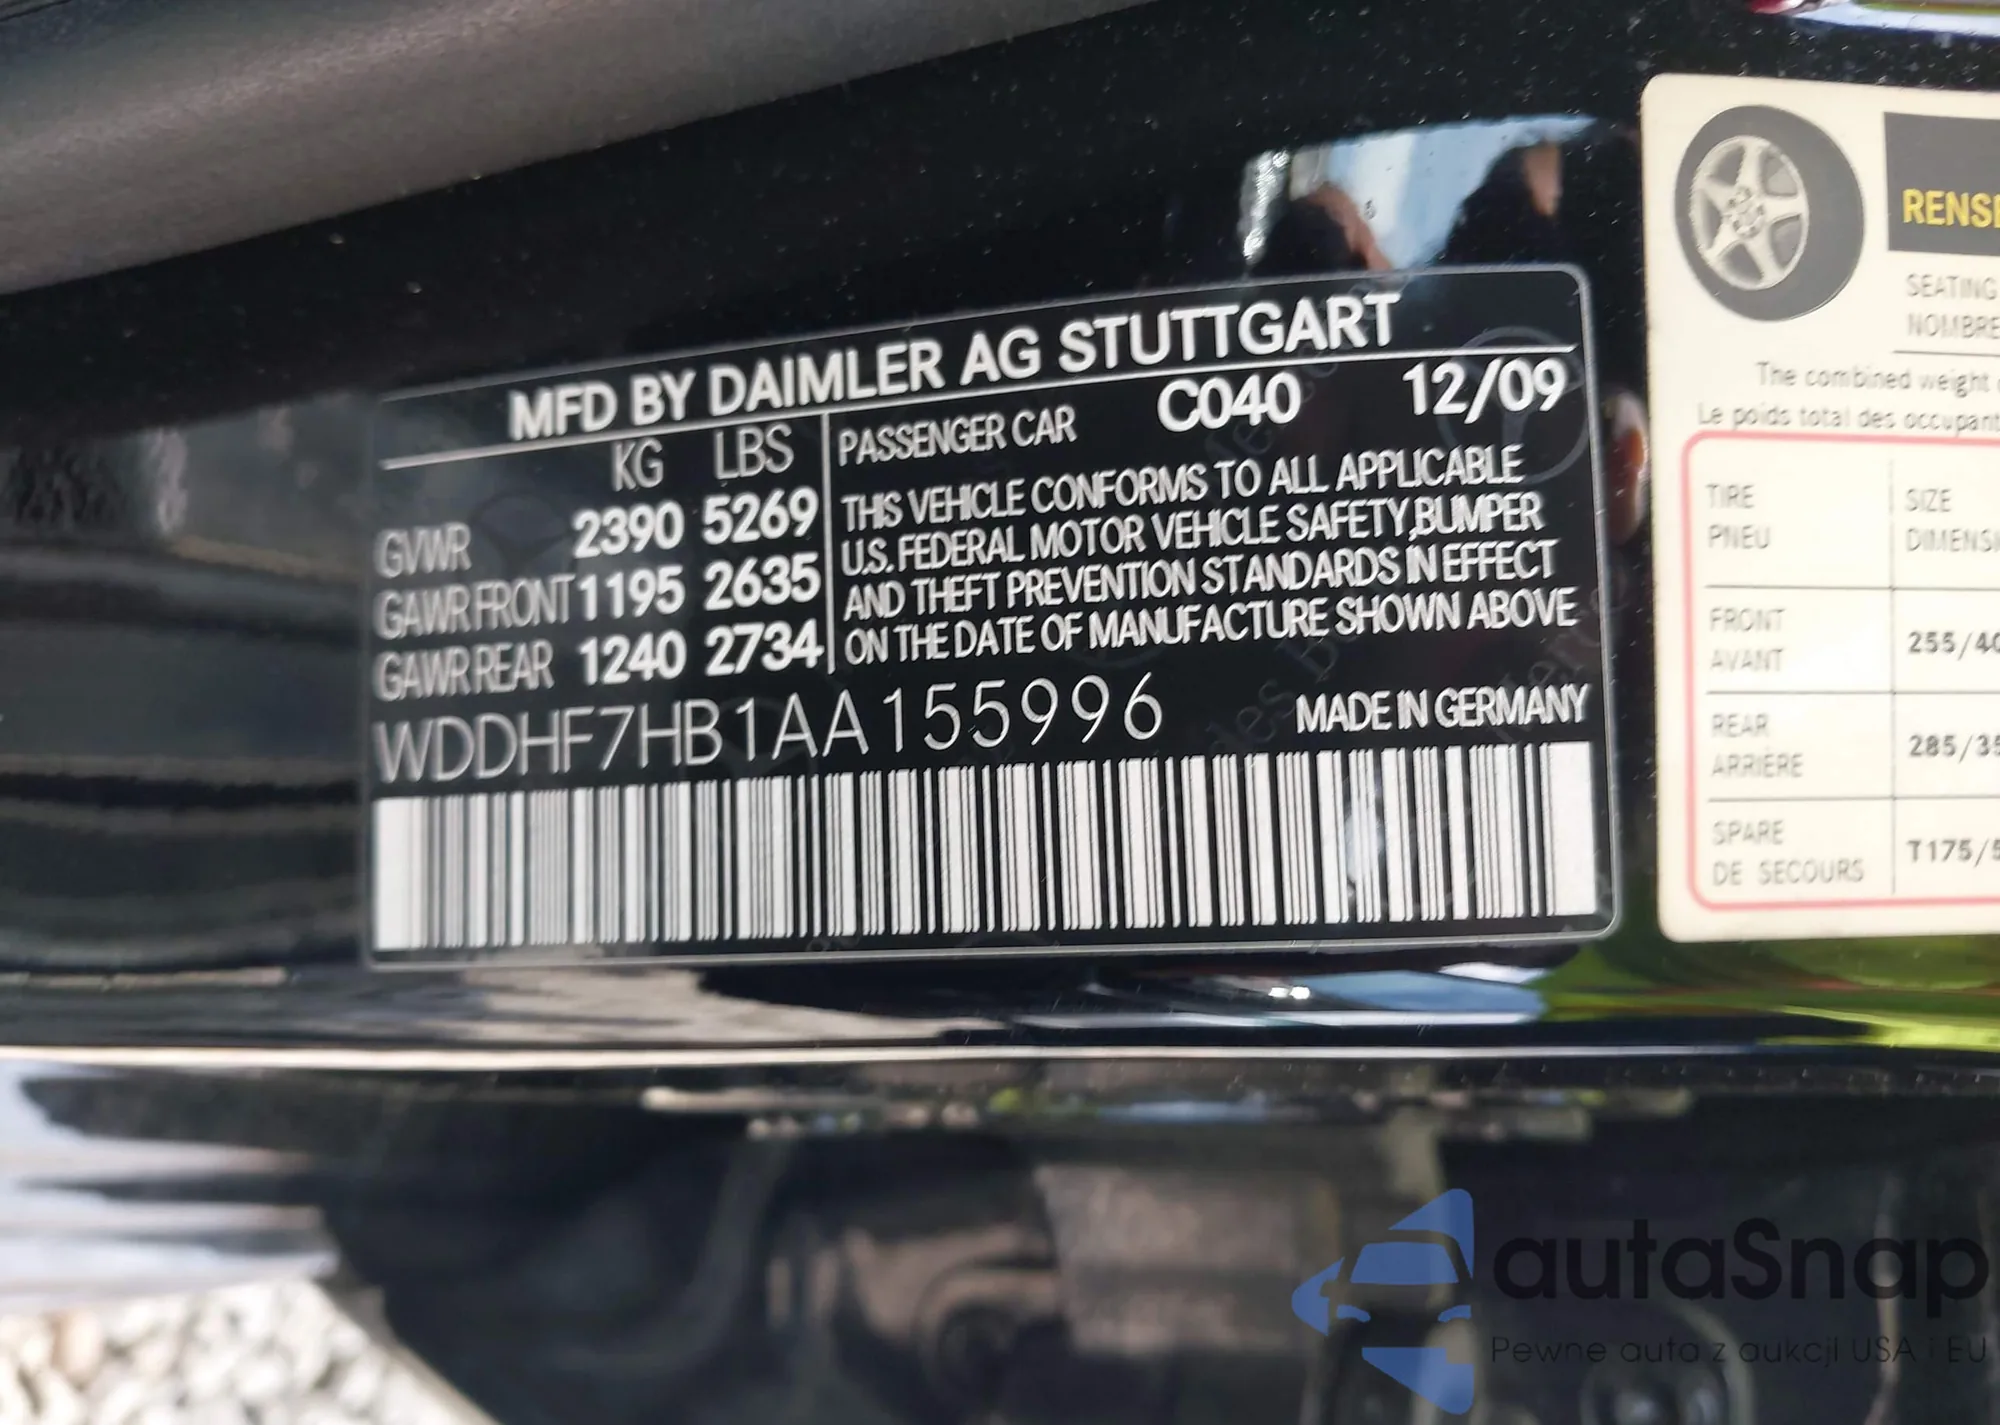 MFD BY DAIMLER AG STUTTGART
KG LBS
GVWR 2390 5269
GAWR FRONT 1195 2635
GAWR REAR 1240 2734
PASSENGER CAR C040 12/09
THIS VEHICLE CONFORMS TO ALL APPLICABLE
U.S. FEDERAL MOTOR VEHICLE SAFETY,BUMPER
AND THEFT PREVENTION STANDARDS IN EFFECT
ON THE DATE OF MANUFACTURE SHOWN ABOVE
WDDHF7HB1AA155996 MADE IN GERMANY
SEATING
The combined weight
Le poids total des
TIRE SIZE
PNEU
FRONT
AVANT
REAR
ARRIÈRE
SPARE
DE SECOURS
autaSnap
Pewne auta z aukcji USA i EU